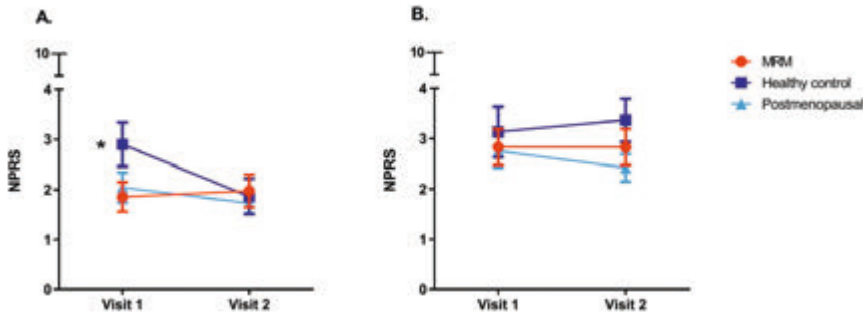 A.
10
4
3
2
1
0
NPRS
*
Visit 1
Visit 2
B.
10
4
3
2
1
0
NPRS
Visit 1
Visit 2
MRM
Healthy control
Postmenopausal